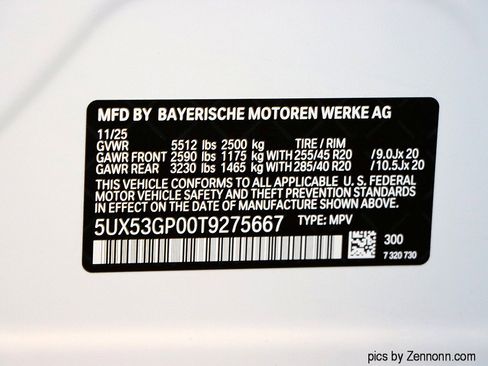 MFD BY BAYERISCHE MOTOREN WERKE AG
11/25
GVWR 5512 lbs 2500 kg TIRE / RIM
GAWR FRONT 2590 lbs 1175 kg WITH 255/45 R20 /9.0Jx 20
GAWR REAR 3230 lbs 1465 kg WITH 285/40 R20 /10.5Jx 20
THIS VEHICLE CONFORMS TO ALL APPLICABLE U.S. FEDERAL
MOTOR VEHICLE SAFETY AND THEFT PREVENTION STANDARDS
IN EFFECT ON THE DATE OF MANUFACTURE SHOWN ABOVE.
5UX53GP00T9275667 TYPE: MPV
300
7 320 730
pics by Zennonn.com